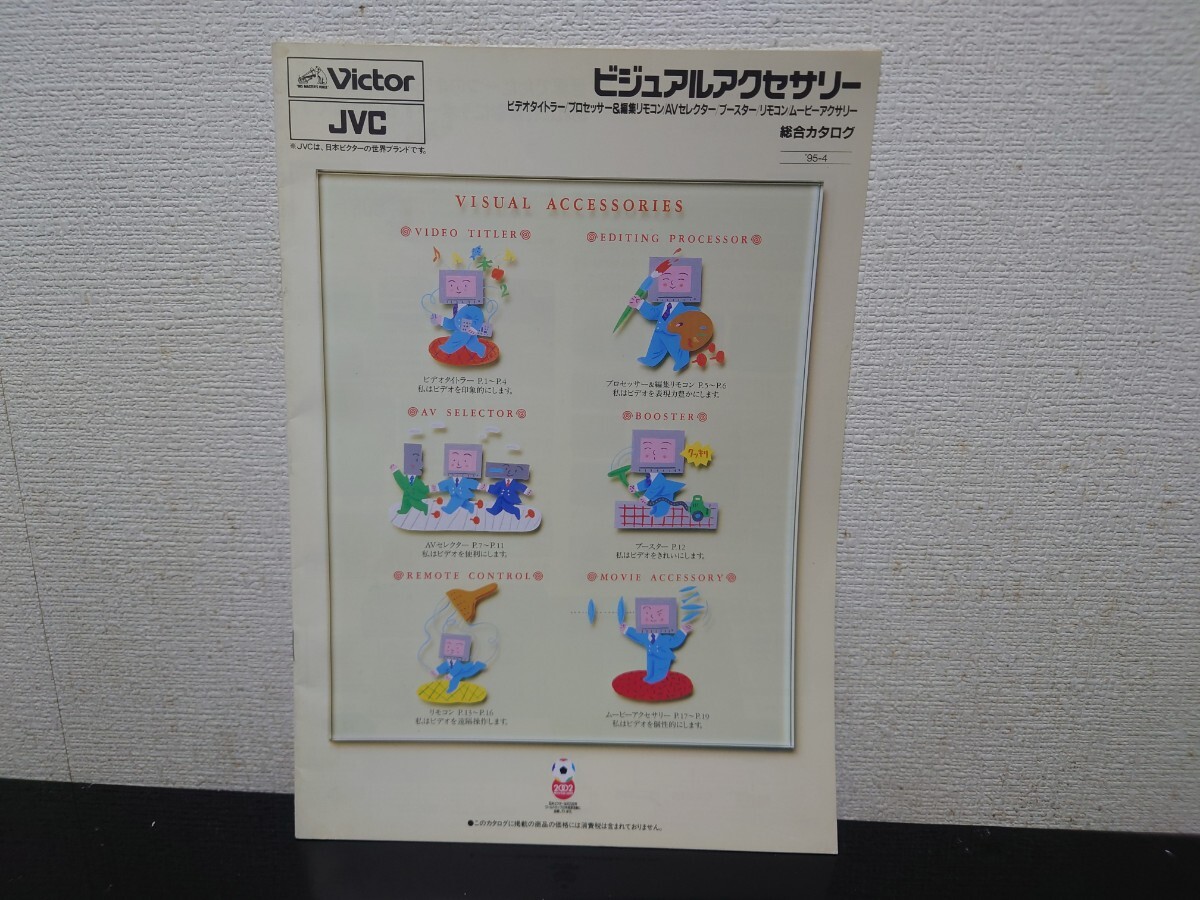 Victor
JVC
※JVCは、日本ビクターの世界ブランドです。
ビジュアルアクセサリー
ビデオタイトラー/プロセッサー&編集リモコン/AVセレクター/ブースター/リモコン/ムービーアクサリー
総合カタログ
'95-4
VISUAL ACCESSORIES
VIDEO TITLER
ビデオタイトラー P.1〜P.4
私はビデオを印象的にします。
EDITING PROCESSOR
プロセッサー&編集リモコン P.5〜P.6
私はビデオを表現力豊かにします。
AV SELECTOR
AVセレクター P.7〜P.11
私はビデオを便利にします。
BOOSTER
クッキリ
ブースター P.12
私はビデオをきれいにします。
REMOTE CONTROL
リモコン P.13〜P.16
私はビデオを遠隔操作します。
MOVIE ACCESSORY
ムービーアクセサリー P.17〜P.19
私はビデオを個性的にします。
2002
●このカタログに掲載の商品の価格には消費税は含まれておりません。